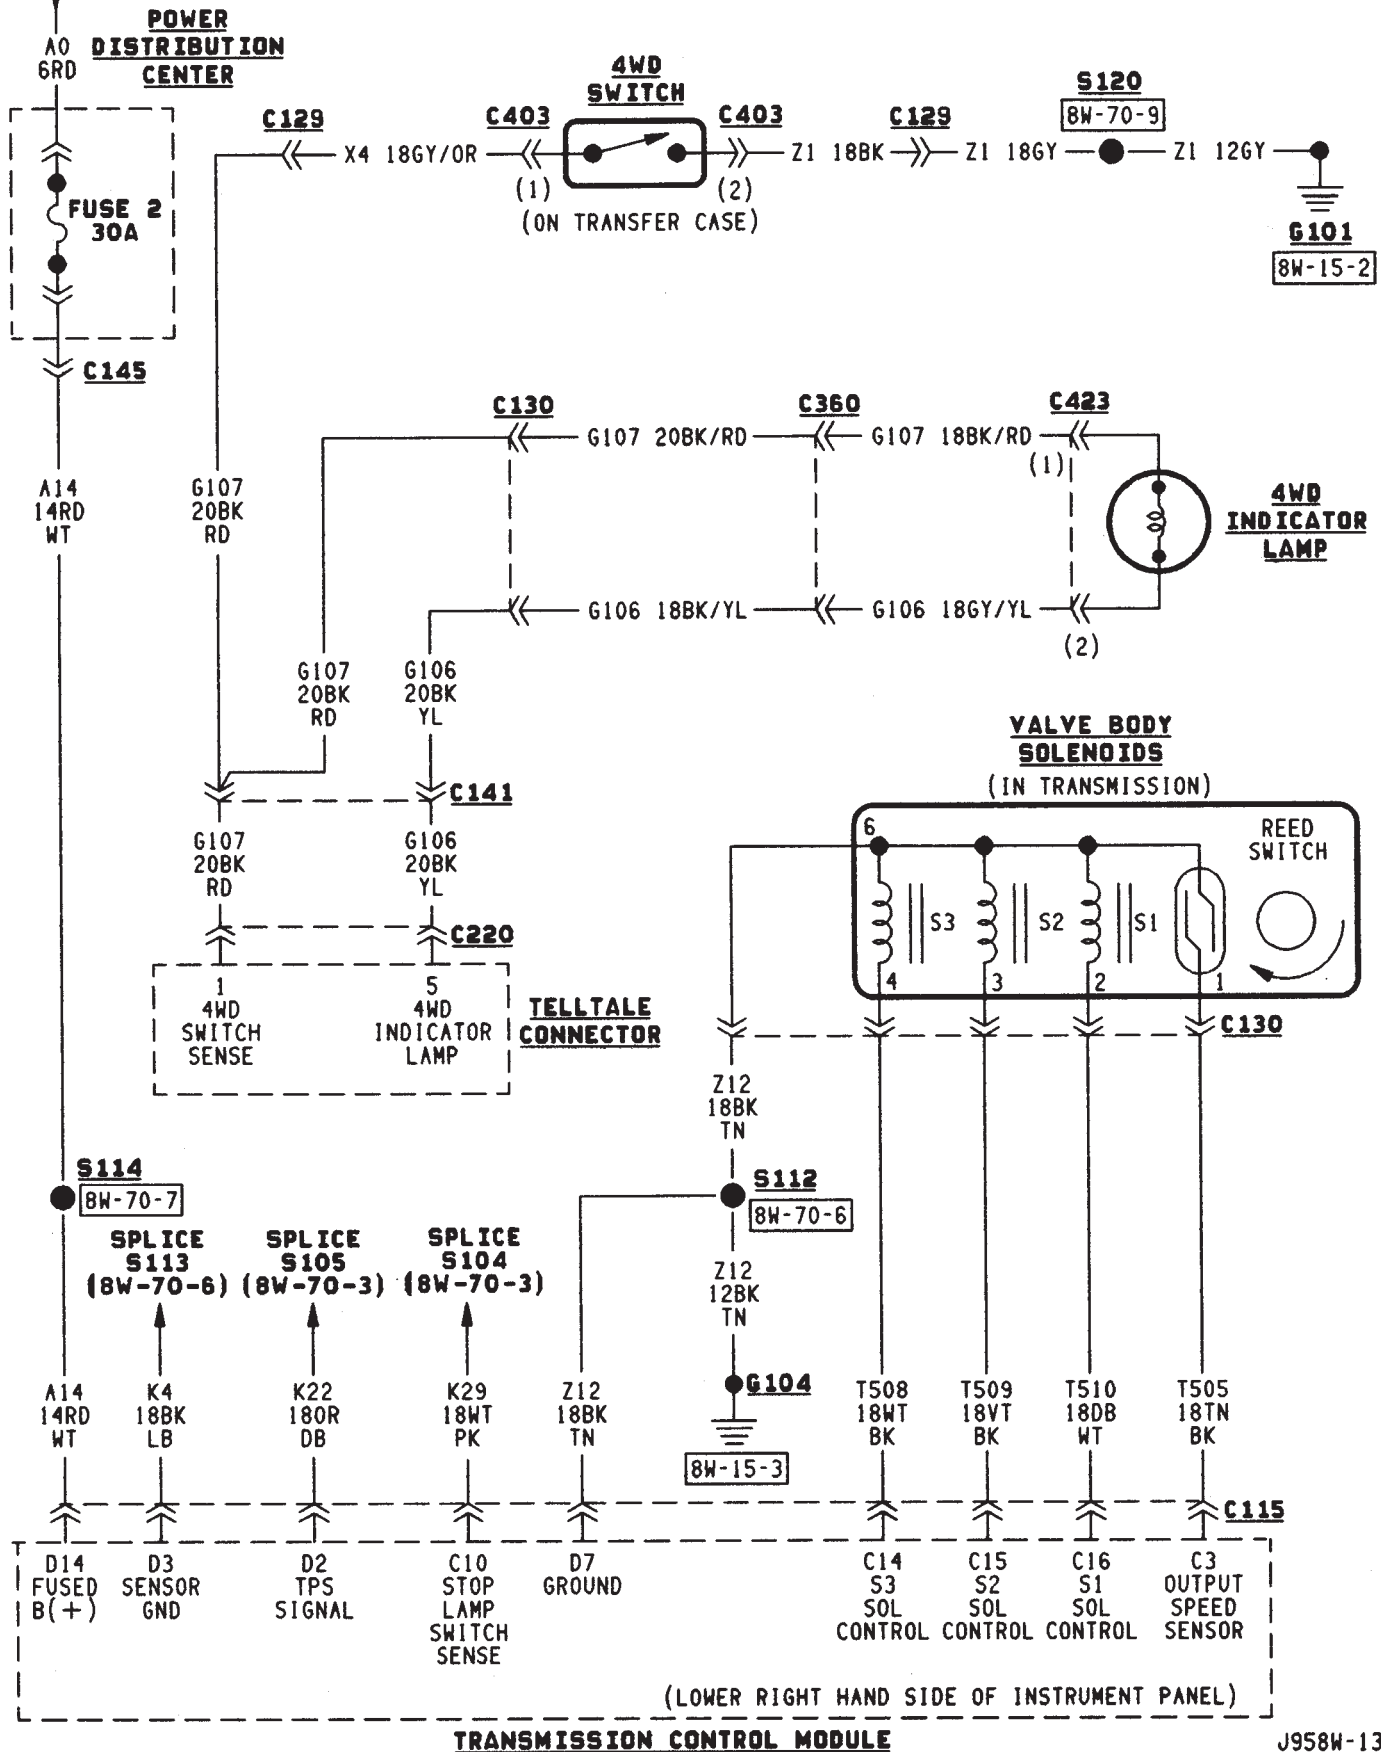 POWER
DISTRIBUTION
CENTER
A0
6RD
FUSE 2
30A
C145
C129
X4 18GY/OR
C403
(1)
4WD
SWITCH
C403
(2)
(ON TRANSFER CASE)
Z1 18BK
C129
Z1 18GY
S120
8W-70-9
Z1 12GY
G101
8W-15-2
A14
14RD
WT
G107
20BK
RD
C130
G107 20BK/RD
C360
G107 18BK/RD
C423
(1)
4WD
INDICATOR
LAMP
G106 18BK/YL
G106 18GY/YL
(2)
G107
20BK
RD
G106
20BK
YL
C141
G107
20BK
RD
G106
20BK
YL
C220
1
4WD
SWITCH
SENSE
5
4WD
INDICATOR
LAMP
TELLTALE
CONNECTOR
VALVE BODY
SOLENOIDS
(IN TRANSMISSION)
6
REED
SWITCH
S3
S2
S1
4
3
2
1
C130
Z12
18BK
TN
S114
8W-70-7
S112
8W-70-6
SPLICE
S113
(8W-70-6)
SPLICE
S105
(8W-70-3)
SPLICE
S104
(8W-70-3)
Z12
12BK
TN
G104
8W-15-3
A14
14RD
WT
K4
18BK
LB
K22
18OR
DB
K29
18WT
PK
Z12
18BK
TN
T508
18WT
BK
T509
18VT
BK
T510
18DB
WT
T505
18TN
BK
C115
D14
FUSED
B(+)
D3
SENSOR
GND
D2
TPS
SIGNAL
C10
STOP
LAMP
SWITCH
SENSE
D7
GROUND
C14
S3
SOL
CONTROL
C15
S2
SOL
CONTROL
C16
S1
SOL
CONTROL
C3
OUTPUT
SPEED
SENSOR
(LOWER RIGHT HAND SIDE OF INSTRUMENT PANEL)
TRANSMISSION CONTROL MODULE
J958W-13